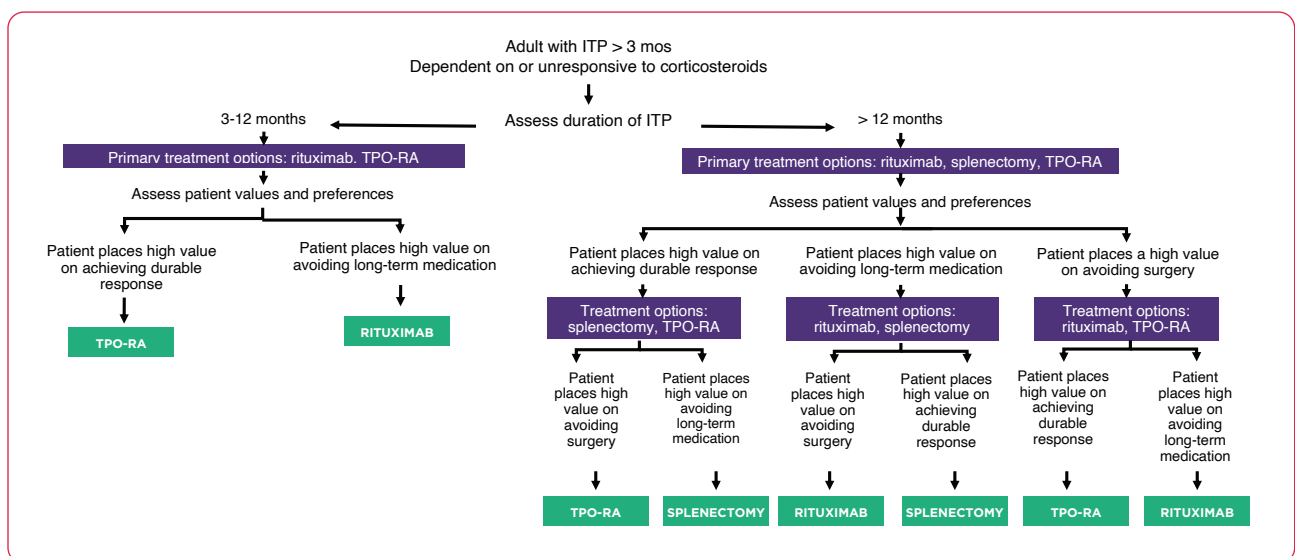 Adult with ITP > 3 mos
Dependent on or unresponsive to corticosteroids
Assess duration of ITP
3-12 months
Primary treatment options: rituximab. TPO-RA
Assess patient values and preferences
Patient places high value
on achieving durable
response
TPO-RA
Patient places high value on
avoiding long-term medication
RITUXIMAB
> 12 months
Primary treatment options: rituximab, splenectomy, TPO-RA
Assess patient values and preferences
Patient places high value on
achieving durable response
Treatment options:
splenectomy, TPO-RA
Patient
places high
value on
avoiding
surgery
TPO-RA
Patient places
high value on
avoiding
long-term
medication
SPLENECTOMY
Patient places high value on
avoiding long-term medication
Treatment options:
rituximab, splenectomy
Patient
places high
value on
avoiding
surgery
RITUXIMAB
Patient places
high value on
achieving
durable
response
SPLENECTOMY
Patient places a high value
on avoiding surgery
Treatment options:
rituximab, TPO-RA
Patient places
high value on
achieving
durable
response
TPO-RA
Patient
places high
value on
avoiding
long-term
medication
RITUXIMAB